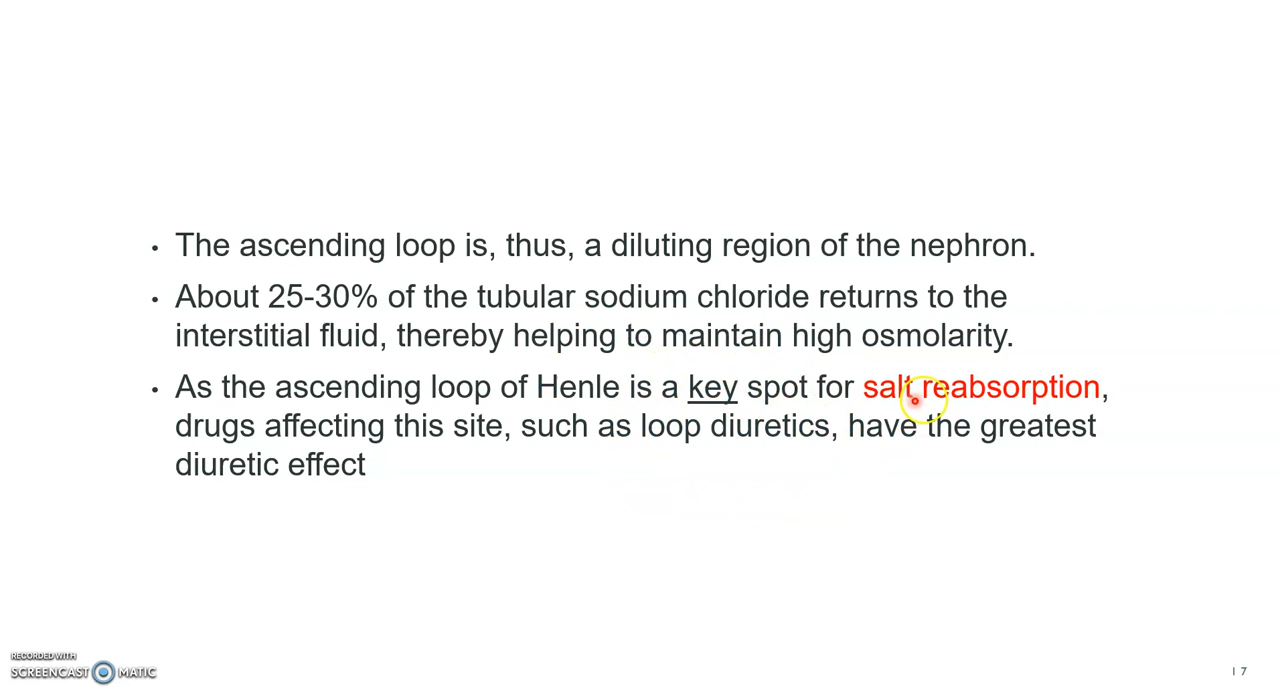 • The ascending loop is, thus, a diluting region of the nephron.
• About 25-30% of the tubular sodium chloride returns to the
interstitial fluid, thereby helping to maintain high osmolarity.
• As the ascending loop of Henle is a key spot for salt reabsorption,
drugs affecting this site, such as loop diuretics, have the greatest
diuretic effect
RECORDED WITH
SCREENCAST MATIC
17